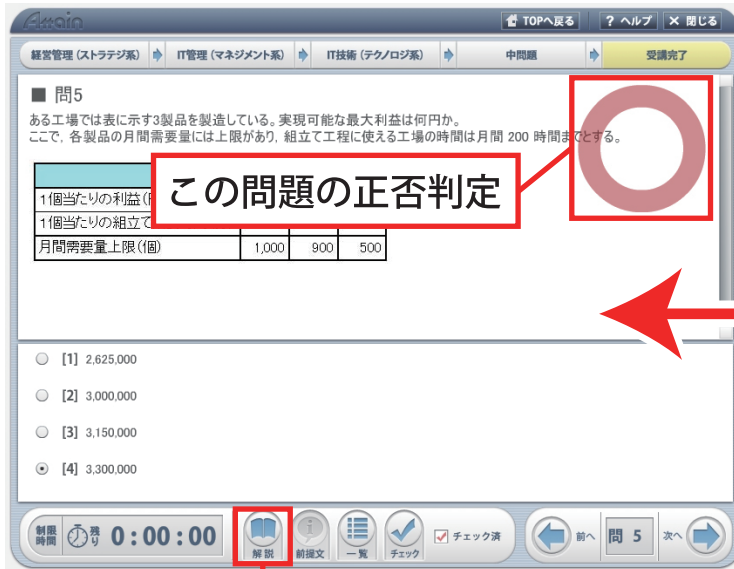 Attain
TOPへ戻る ? ヘルプ × 閉じる
経営管理 (ストラテジ系) IT管理 (マネジメント系) IT技術 (テクノロジ系) 中問題 受講完了
■ 問5
ある工場では表に示す3製品を製造している。実現可能な最大利益は何円か。
ここで, 各製品の月間需要量には上限があり, 組立て工程に使える工場の時間は月間 200 時間までとする。
この問題の正否判定
1個当たりの利益(
1個当たりの組立て
月間需要量上限(個) 1,000 900 500
[1] 2,625,000
[2] 3,000,000
[3] 3,150,000
[4] 3,300,000
制限時間 残り 0:00:00 解説 前提文 一覧 チェック チェック済 前へ 問 5 次へ